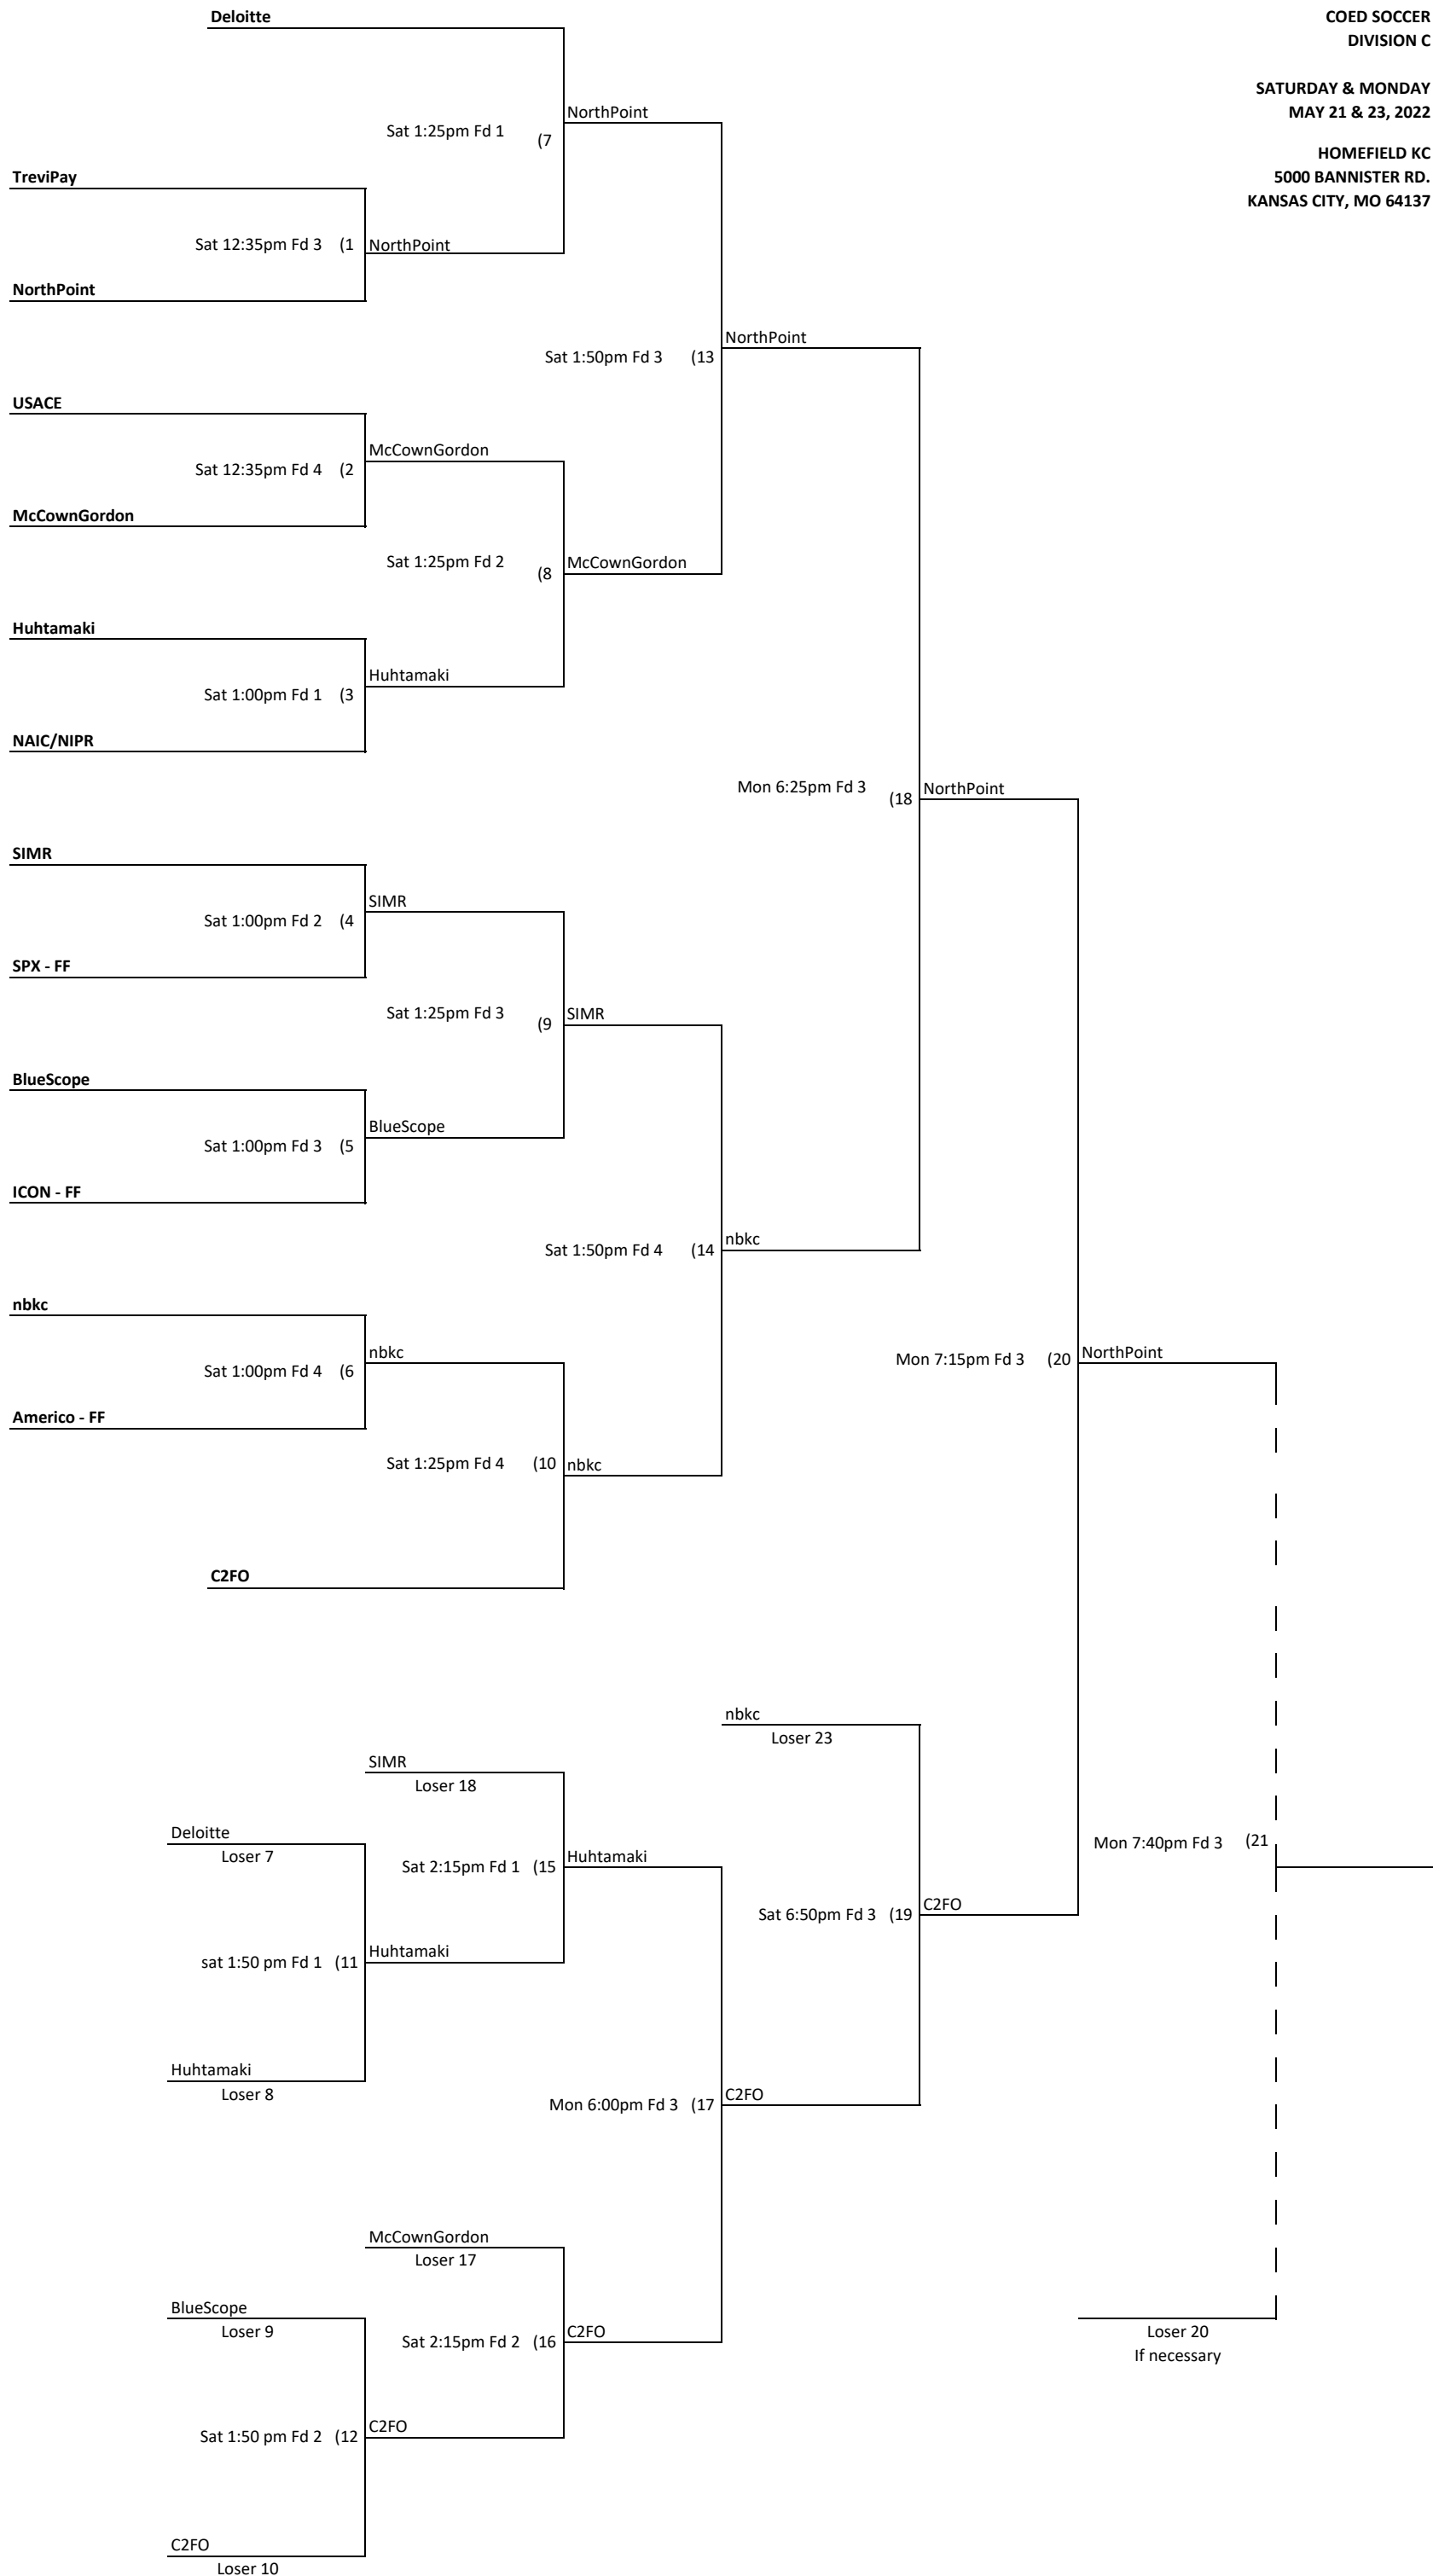 Deloitte
COED SOCCER
DIVISION C
SATURDAY & MONDAY
MAY 21 & 23, 2022
NorthPoint
Sat 1:25pm Fd 1 (7
HOMEFIELD KC
TreviPay
5000 BANNISTER RD.
KANSAS CITY, MO 64137
Sat 12:35pm Fd 3 (1
NorthPoint
NorthPoint
NorthPoint
Sat 1:50pm Fd 3 (13
USACE
McCownGordon
Sat 12:35pm Fd 4 (2
McCownGordon
Sat 1:25pm Fd 2 (8
McCownGordon
Huhtamaki
Huhtamaki
Sat 1:00pm Fd 1 (3
NAIC/NIPR
Mon 6:25pm Fd 3 (18
NorthPoint
SIMR
SIMR
Sat 1:00pm Fd 2 (4
SPX - FF
Sat 1:25pm Fd 3 (9
SIMR
BlueScope
BlueScope
Sat 1:00pm Fd 3 (5
ICON - FF
nbkc
Sat 1:50pm Fd 4 (14
nbkc
nbkc
Sat 1:00pm Fd 4 (6
Mon 7:15pm Fd 3 (20
NorthPoint
Americo - FF
Sat 1:25pm Fd 4 (10
nbkc
C2FO
nbkc
Loser 23
SIMR
Loser 18
Deloitte
Loser 7
Mon 7:40pm Fd 3 (21
Huhtamaki
Sat 2:15pm Fd 1 (15
C2FO
Sat 6:50pm Fd 3 (19
Huhtamaki
sat 1:50 pm Fd 1 (11
Huhtamaki
Loser 8
C2FO
Mon 6:00pm Fd 3 (17
McCownGordon
Loser 17
BlueScope
Loser 9
C2FO
Sat 2:15pm Fd 2 (16
Loser 20
If necessary
C2FO
Sat 1:50 pm Fd 2 (12
C2FO
Loser 10